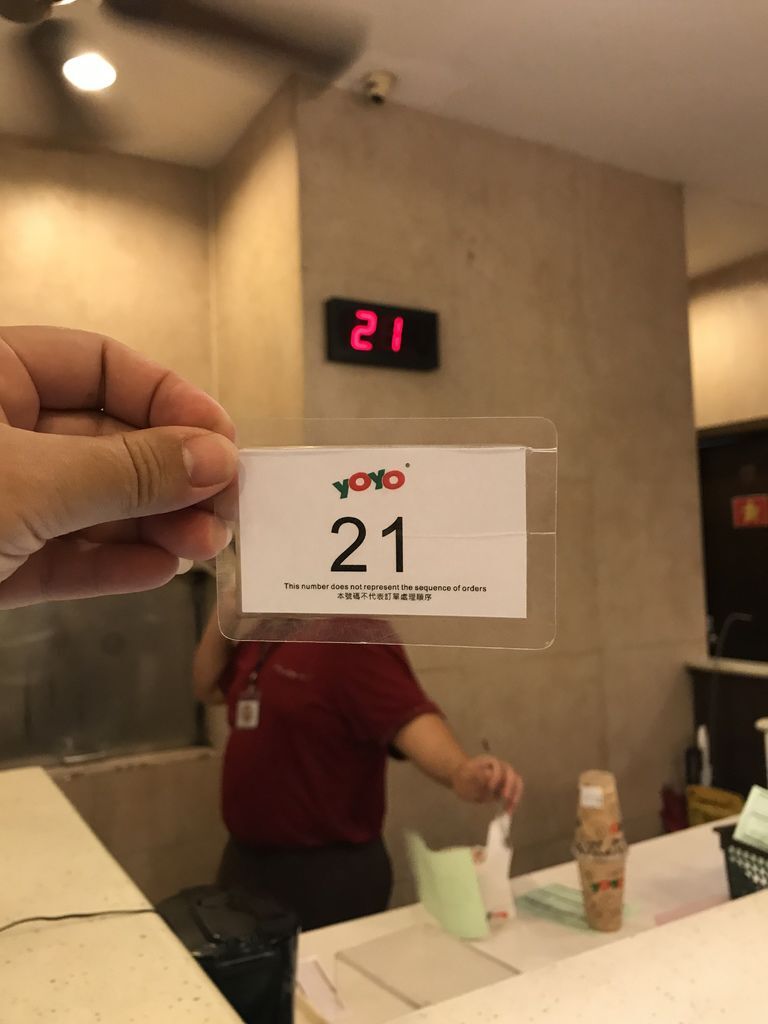 21
YOYO
21
This number does not represent the sequence of orders
本號碼不代表訂單處理順序
YOYO